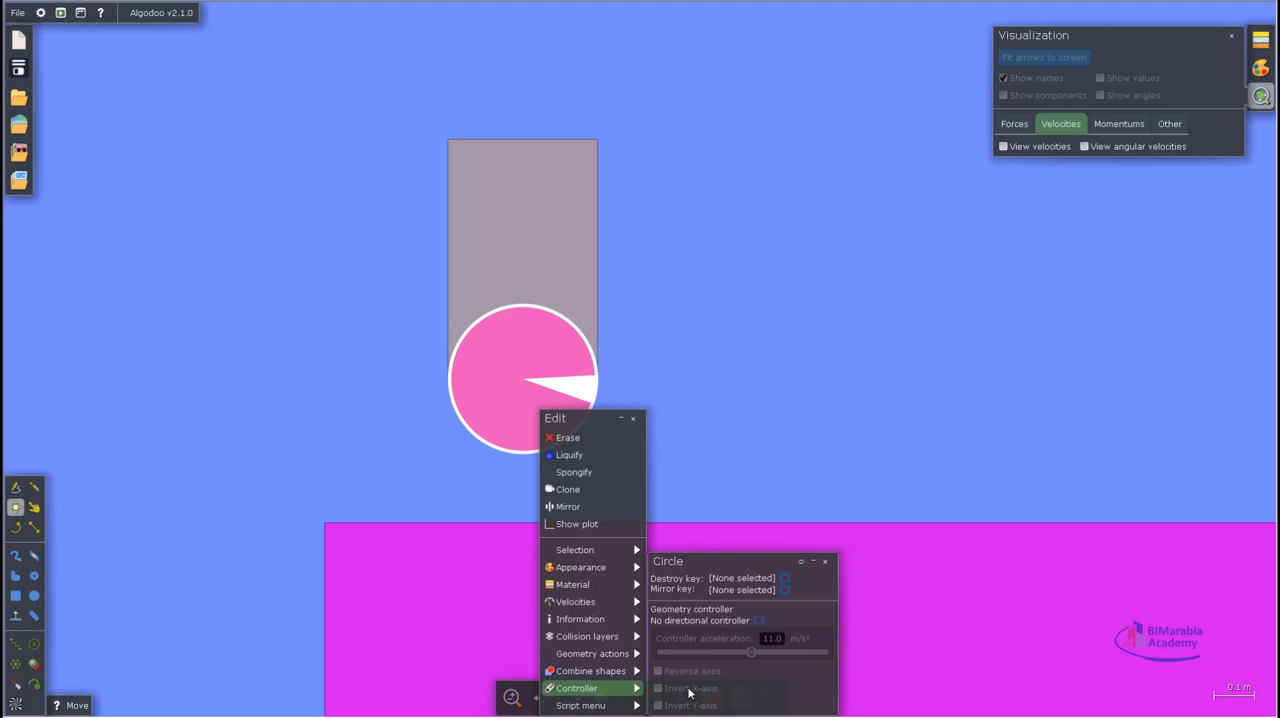 File
?
Algodoo v2.1.0
Visualization
Fit arrows to screen
Show names
Show values
Show components
Show angles
Forces
Velocities
Momentums
Other
View velocities
View angular velocities
Edit
Erase
Liquify
Spongify
Clone
Mirror
Show plot
Selection
Appearance
Material
Velocities
Information
Collision layers
Geometry actions
Combine shapes
Controller
Script menu
Circle
Destroy key: [None selected]
Mirror key: [None selected]
Geometry controller
No directional controller
Controller acceleration: 11.0 m/s²
Reverse axes
Invert X-axis
Invert Y-axis
BIMarabia
Academy
0.1 m
? Move